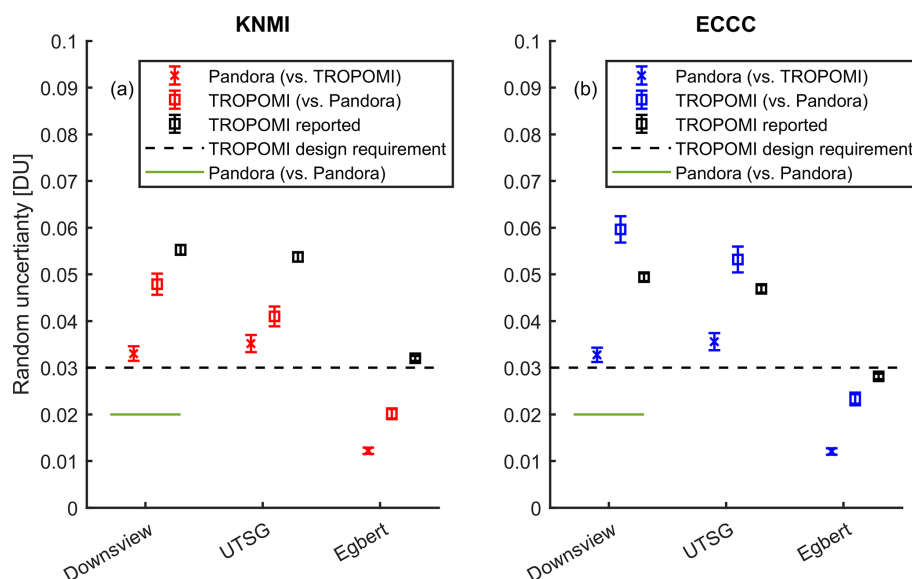 KNMI
(a)
Pandora (vs. TROPOMI)
TROPOMI (vs. Pandora)
TROPOMI reported
TROPOMI design requirement
Pandora (vs. Pandora)
Random uncertianty [DU]
0.1
0.09
0.08
0.07
0.06
0.05
0.04
0.03
0.02
0.01
0
Downsview
UTSG
Egbert
ECCC
(b)
Pandora (vs. TROPOMI)
TROPOMI (vs. Pandora)
TROPOMI reported
TROPOMI design requirement
Pandora (vs. Pandora)
0.1
0.09
0.08
0.07
0.06
0.05
0.04
0.03
0.02
0.01
0
Downsview
UTSG
Egbert